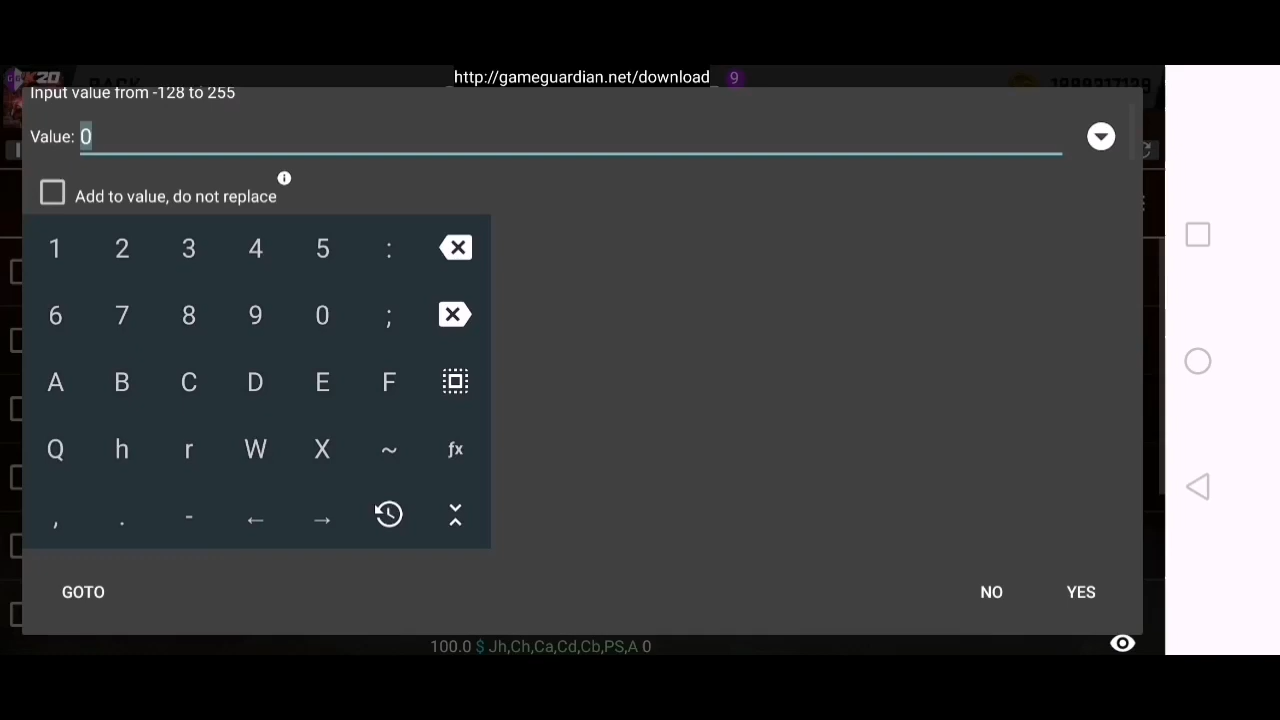 http://gameguardian.net/download
9
K20
BACK
Input value from -128 to 255
Value: 0
Add to value, do not replace
1 2 3 4 5 :
6 7 8 9 0 ;
A B C D E F
Q h r W X ~ fx
, . - ← →
GOTO NO YES
100.0 $ Jh,Ch,Ca,Cd,Cb,PS,A 0